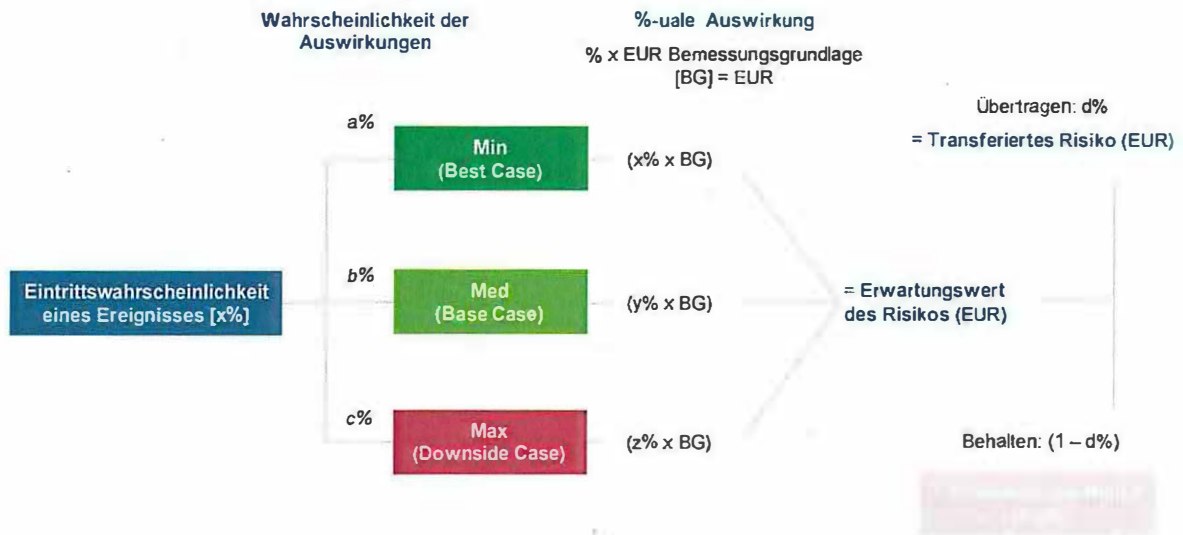 Wahrscheinlichkeit der
Auswirkungen
%-uale Auswirkung
% x EUR Bemessungsgrundlage
[BG] = EUR
Übertragen: d%
= Transferiertes Risiko (EUR)
a%
Min
(Best Case)
(x% x BG)
Eintrittswahrscheinlichkeit
eines Ereignisses [x%]
b%
Med
(Base Case)
(y% x BG)
= Erwartungswert
des Risikos (EUR)
c%
Max
(Downside Case)
(z% x BG)
Behalten: (1 – d%)